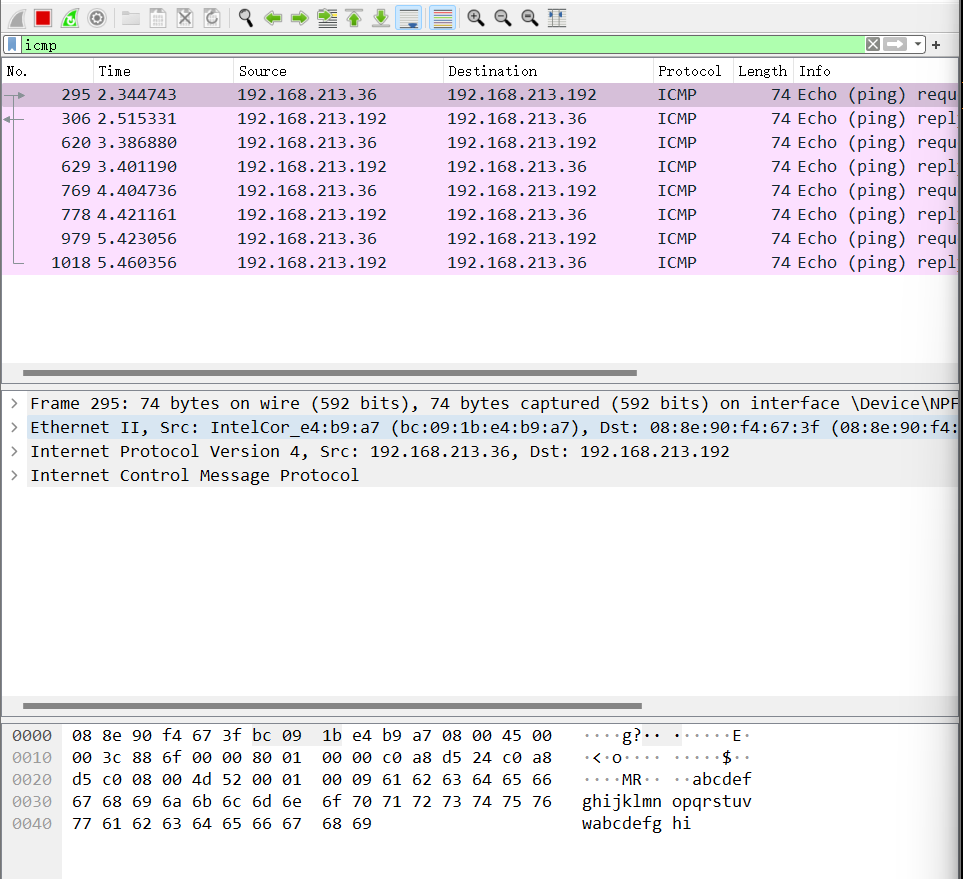 icmp
+
No. Time Source Destination Protocol Length Info
295 2.344743 192.168.213.36 192.168.213.192 ICMP 74 Echo (ping) requ
306 2.515331 192.168.213.192 192.168.213.36 ICMP 74 Echo (ping) repl
620 3.386880 192.168.213.36 192.168.213.192 ICMP 74 Echo (ping) requ
629 3.401190 192.168.213.192 192.168.213.36 ICMP 74 Echo (ping) repl
769 4.404736 192.168.213.36 192.168.213.192 ICMP 74 Echo (ping) requ
778 4.421161 192.168.213.192 192.168.213.36 ICMP 74 Echo (ping) repl
979 5.423056 192.168.213.36 192.168.213.192 ICMP 74 Echo (ping) requ
1018 5.460356 192.168.213.192 192.168.213.36 ICMP 74 Echo (ping) repl
> Frame 295: 74 bytes on wire (592 bits), 74 bytes captured (592 bits) on interface \Device\NPF
> Ethernet II, Src: IntelCor_e4:b9:a7 (bc:09:1b:e4:b9:a7), Dst: 08:8e:90:f4:67:3f (08:8e:90:f4:
> Internet Protocol Version 4, Src: 192.168.213.36, Dst: 192.168.213.192
> Internet Control Message Protocol
0000 08 8e 90 f4 67 3f bc 09 1b e4 b9 a7 08 00 45 00 ····g?·· ······E·
0010 00 3c 88 6f 00 00 80 01 00 00 c0 a8 d5 24 c0 a8 ·<·o···· ·····$··
0020 d5 c0 08 00 4d 52 00 01 00 09 61 62 63 64 65 66 ····MR·· ··abcdef
0030 67 68 69 6a 6b 6c 6d 6e 6f 70 71 72 73 74 75 76 ghijklmn opqrstuv
0040 77 61 62 63 64 65 66 67 68 69 wabcdefg hi